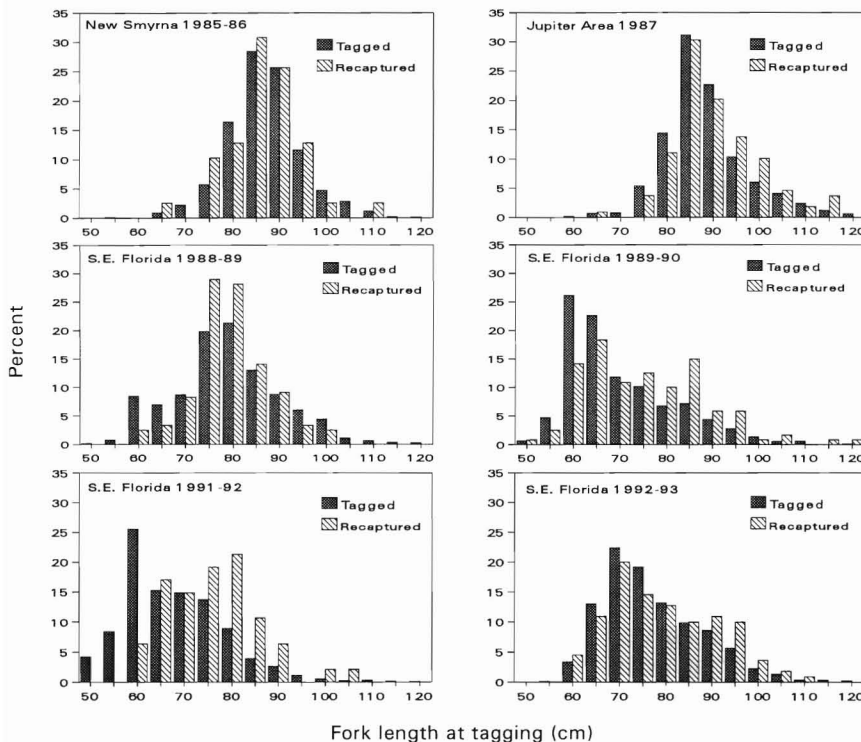 New Smyrna 1985-86
Tagged
Recaptured
35
30
25
20
15
10
5
0
50 60 70 80 90 100 110 120
Jupiter Area 1987
Tagged
Recaptured
35
30
25
20
15
10
5
0
50 60 70 80 90 100 110 120
S.E. Florida 1988-89
Tagged
Recaptured
35
30
25
20
15
10
5
0
50 60 70 80 90 100 110 120
S.E. Florida 1989-90
Tagged
Recaptured
35
30
25
20
15
10
5
0
50 60 70 80 90 100 110 120
S.E. Florida 1991-92
Tagged
Recaptured
35
30
25
20
15
10
5
0
50 60 70 80 90 100 110 120
S.E. Florida 1992-93
Tagged
Recaptured
35
30
25
20
15
10
5
0
50 60 70 80 90 100 110 120
Percent
Fork length at tagging (cm)